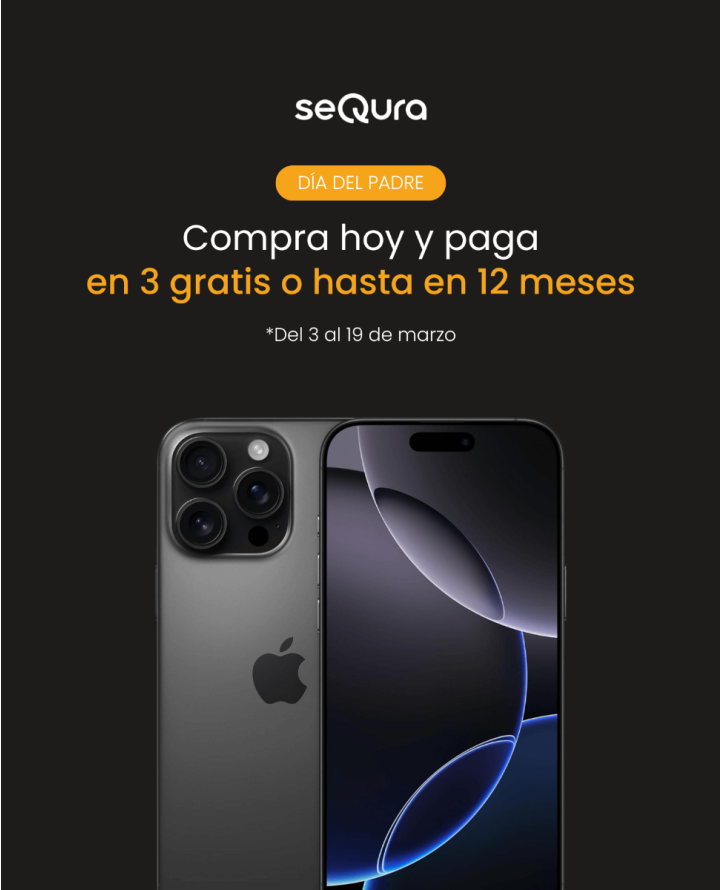 seQura
DÍA DEL PADRE
Compra hoy y paga
en 3 gratis o hasta en 12 meses
*Del 3 al 19 de marzo